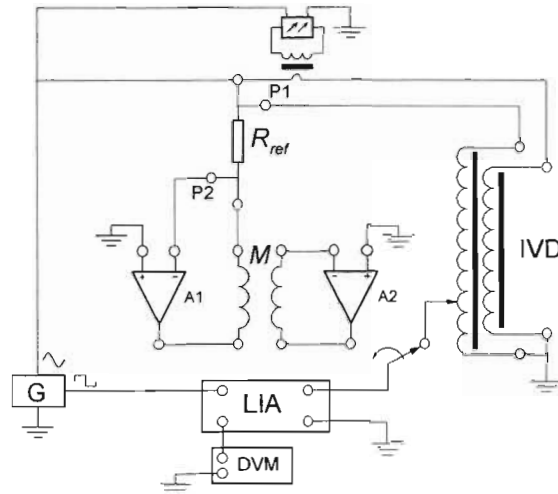 P1
R_ref
P2
M
+ -
A1
- +
A2
IVD
G
LIA
DVM